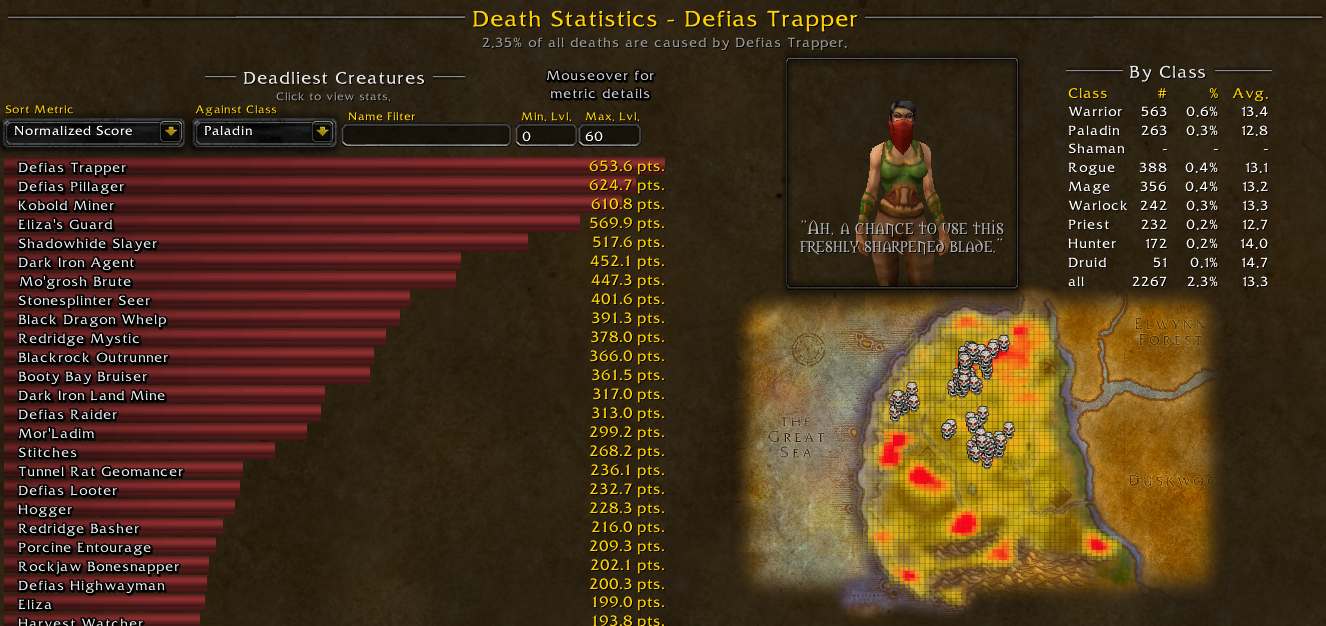 Death Statistics - Defias Trapper
2.35% of all deaths are caused by Defias Trapper.
Deadliest Creatures
Click to view stats.
Mouseover for
metric details
Sort Metric
Against Class
Name Filter
Min. Lvl.
Max. Lvl.
Normalized Score
Paladin
0
60
Defias Trapper 653.6 pts.
Defias Pillager 624.7 pts.
Kobold Miner 610.8 pts.
Eliza's Guard 569.9 pts.
Shadowhide Slayer 517.6 pts.
Dark Iron Agent 452.1 pts.
Mo'grosh Brute 447.3 pts.
Stonesplinter Seer 401.6 pts.
Black Dragon Whelp 391.3 pts.
Redridge Mystic 378.0 pts.
Blackrock Outrunner 366.0 pts.
Booty Bay Bruiser 361.5 pts.
Dark Iron Land Mine 317.0 pts.
Defias Raider 313.0 pts.
Mor'Ladim 299.2 pts.
Stitches 268.2 pts.
Tunnel Rat Geomancer 236.1 pts.
Defias Looter 232.7 pts.
Hogger 228.3 pts.
Redridge Basher 216.0 pts.
Porcine Entourage 209.3 pts.
Rockjaw Bonesnapper 202.1 pts.
Defias Highwayman 200.3 pts.
Eliza 199.0 pts.
Harvest Watcher 193.8 pts.
"Ah, a chance to use this
freshly sharpened blade."
By Class
Class # % Avg.
Warrior 563 0.6% 13.4
Paladin 263 0.3% 12.8
Shaman - - -
Rogue 388 0.4% 13.1
Mage 356 0.4% 13.2
Warlock 242 0.3% 13.3
Priest 232 0.2% 12.7
Hunter 172 0.2% 14.0
Druid 51 0.1% 14.7
all 2267 2.3% 13.3
Elwynn
Forest
The
Great
Sea
Duskwoo